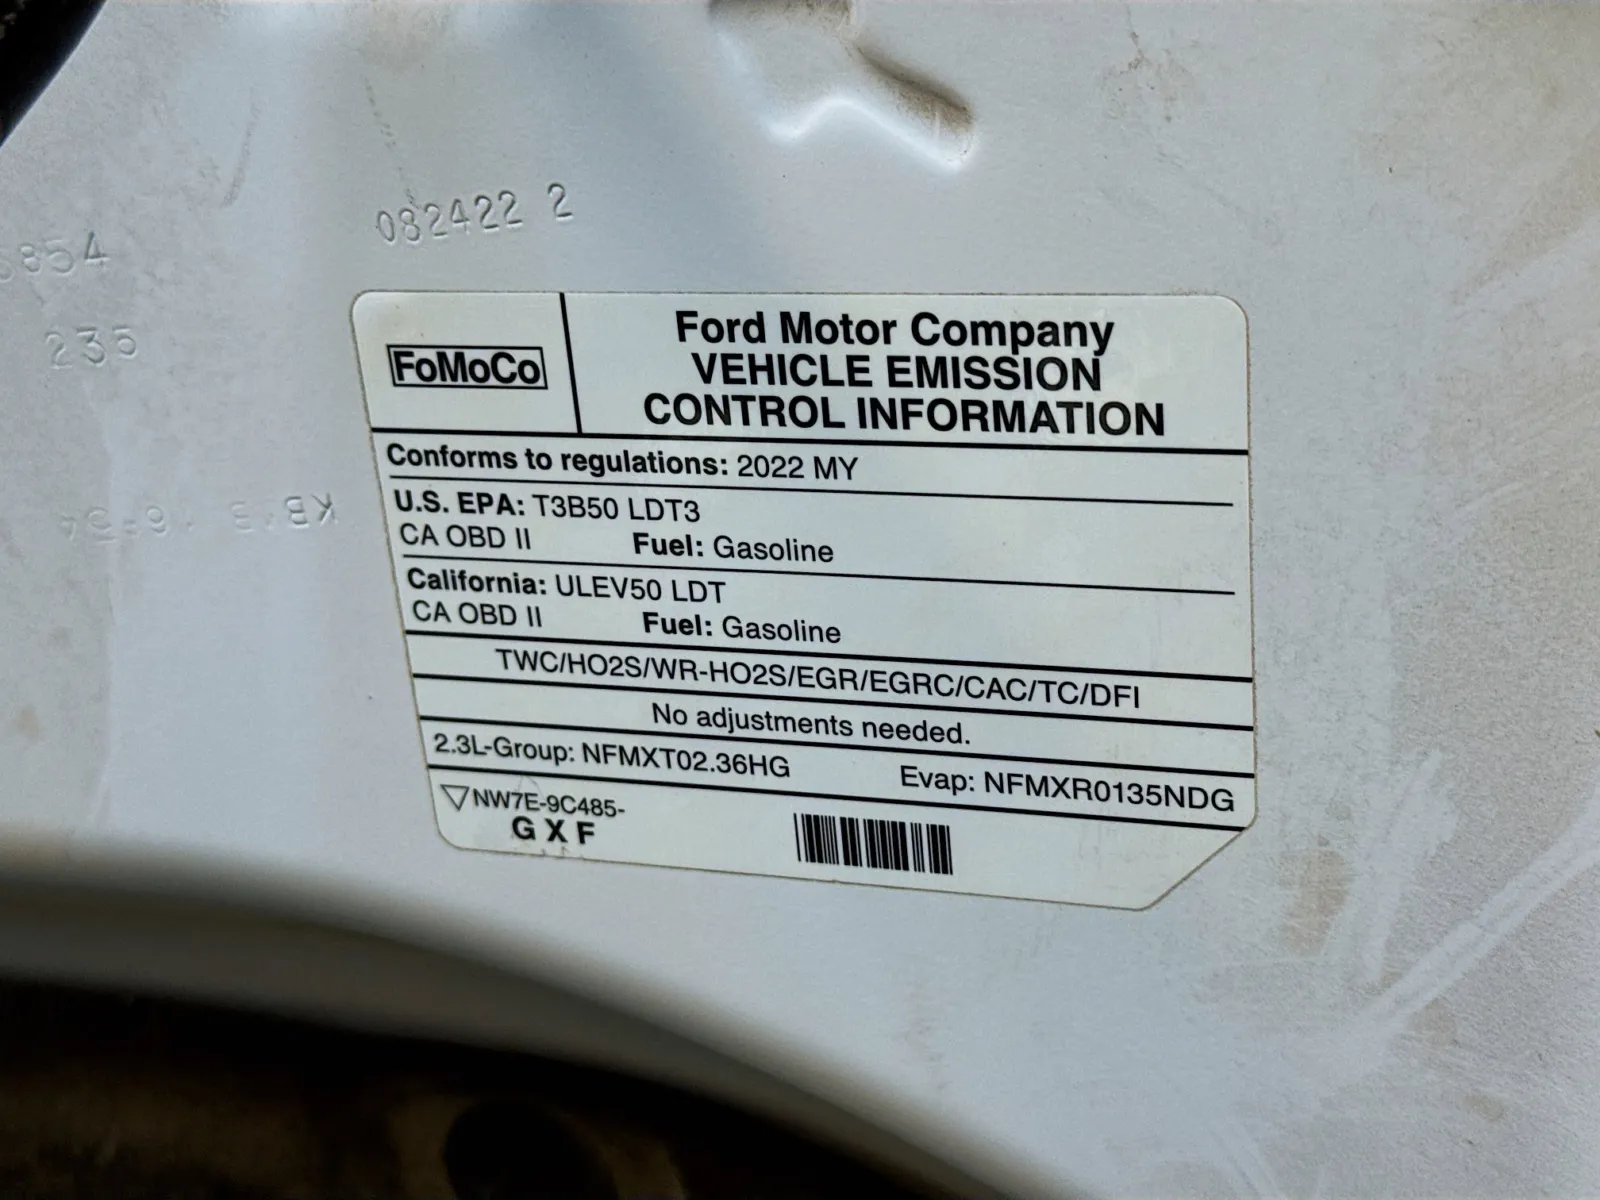 082422 2
854
235
FoMoCo
Ford Motor Company
VEHICLE EMISSION
CONTROL INFORMATION
Conforms to regulations: 2022 MY
U.S. EPA: T3B50 LDT3
CA OBD II Fuel: Gasoline
California: ULEV50 LDT
CA OBD II Fuel: Gasoline
TWC/HO2S/WR-HO2S/EGR/EGRC/CAC/TC/DFI
No adjustments needed.
2.3L-Group: NFMXT02.36HG Evap: NFMXR0135NDG
NW7E-9C485-
G X F